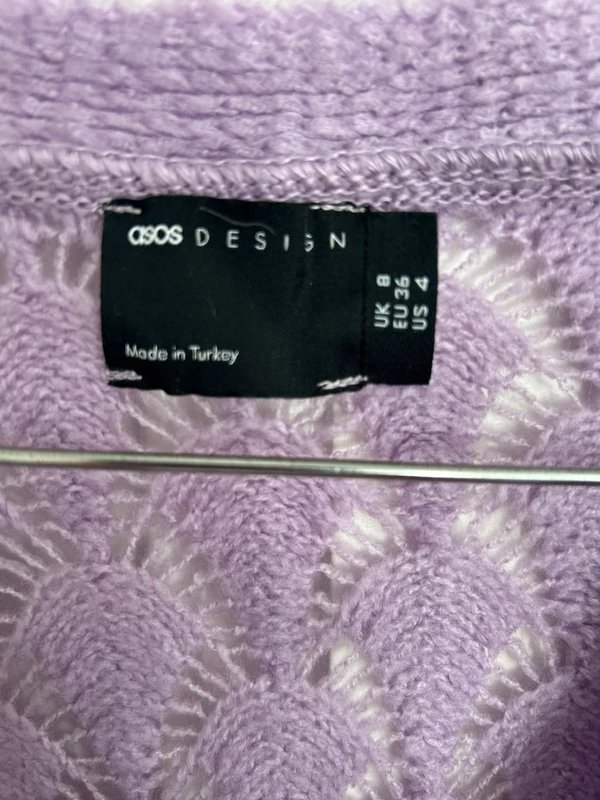 asos DESIGN
Made in Turkey
UK 8
EU 36
US 4